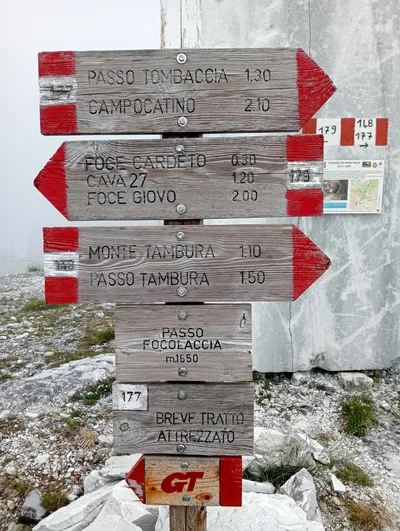 PASSO TOMBACCIA 1.30
177
CAMPOCATINO 2.10
FOCE CARDETO 0.30
CAVA 27 1.20
179
FOCE GIOVO 2.00
179
148
177
MONTE TAMBURA 1.10
148
PASSO TAMBURA 1.50
PASSO
FOCOLACCIA
m1650
177
BREVE TRATTO
ATTREZZATO
GT